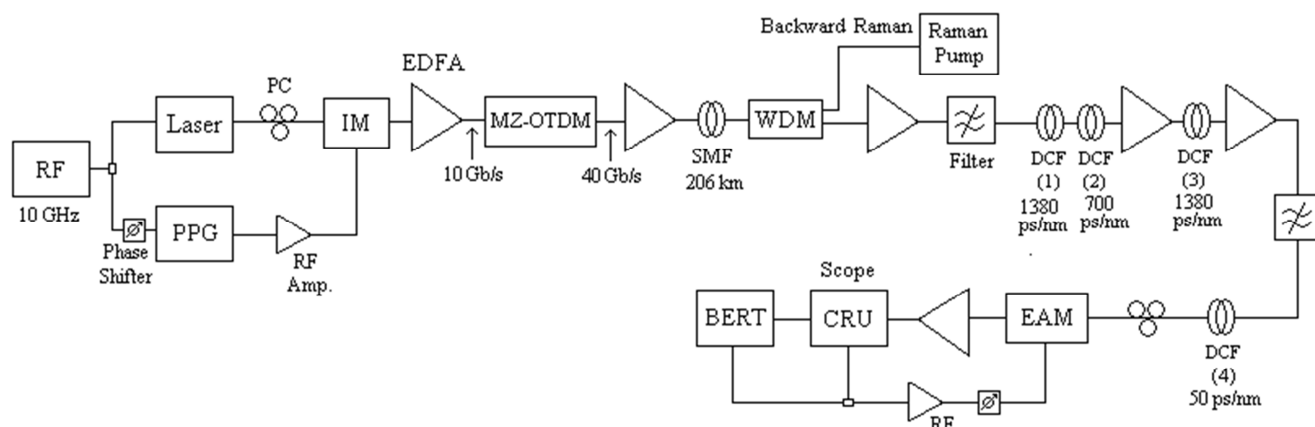 Backward Raman
Raman
Pump
EDFA
PC
Laser
IM
MZ-OTDM
WDM
RF
10 GHz
10 Gb/s
40 Gb/s
SMF
206 km
Filter
DCF
(1)
1380
ps/nm
DCF
(2)
700
ps/nm
DCF
(3)
1380
ps/nm
Phase
Shifter
PPG
RF
Amp.
Scope
BERT
CRU
EAM
DCF
(4)
50 ps/nm
RF